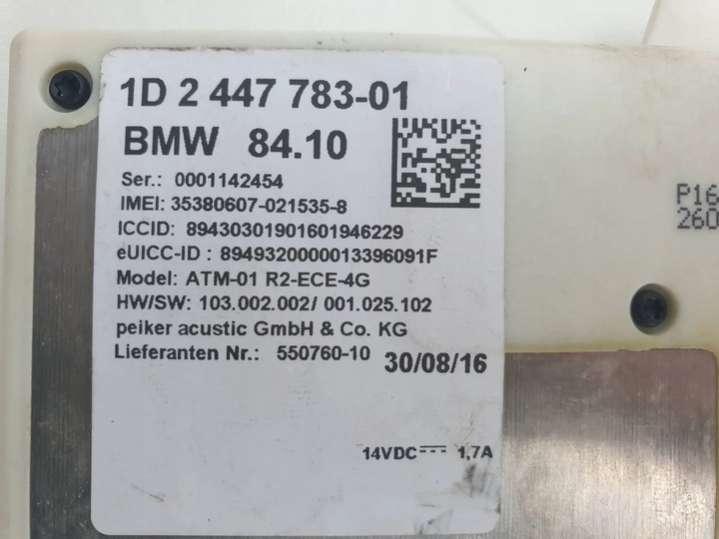 1D 2 447 783-01
BMW 84.10
Ser.: 0001142454
IMEI: 35380607-021535-8
ICCID: 89430301901601946229
eUICC-ID : 8949320000013396091F
Model: ATM-01 R2-ECE-4G
HW/SW: 103.002.002/ 001.025.102
peiker acustic GmbH & Co. KG
Lieferanten Nr.: 550760-10 30/08/16
14VDC 1,7A
P16
260